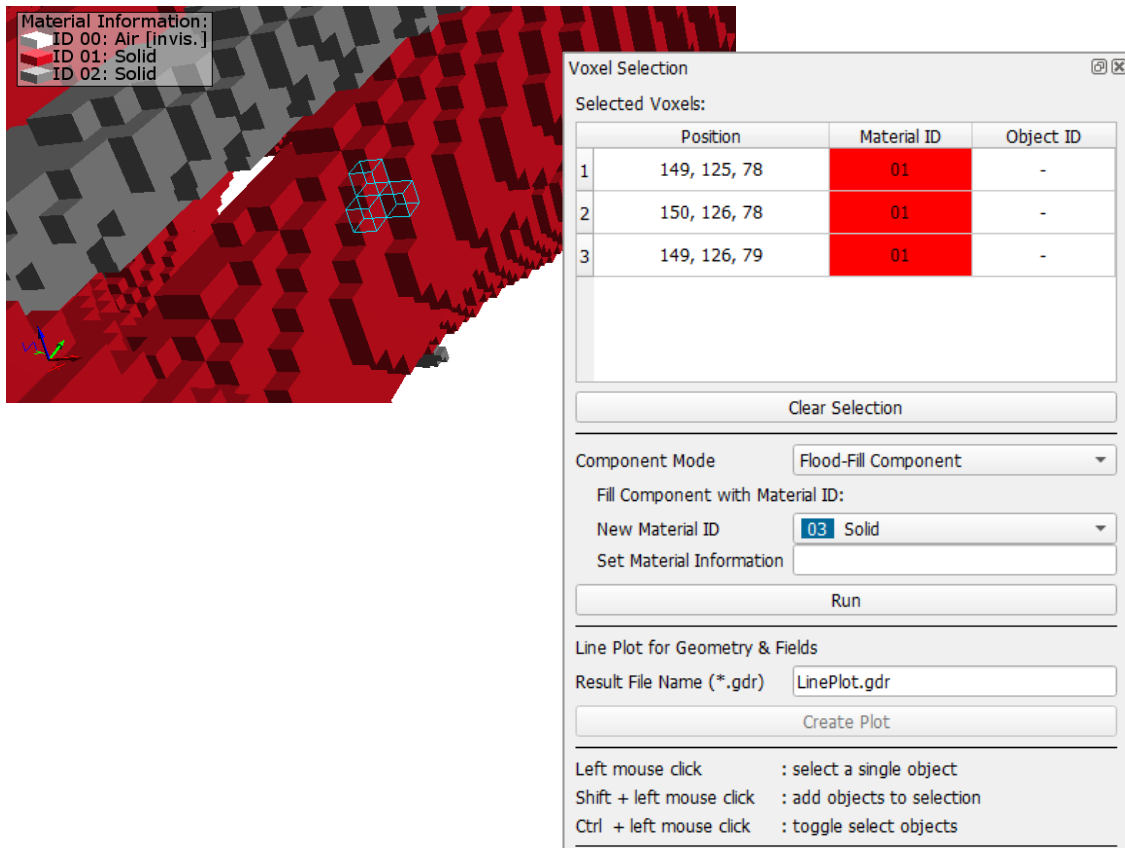 Material Information:
ID 00: Air [invis.]
ID 01: Solid
ID 02: Solid
Voxel Selection
Selected Voxels:
Position Material ID Object ID
1 149, 125, 78 01 -
2 150, 126, 78 01 -
3 149, 126, 79 01 -
Clear Selection
Component Mode Flood-Fill Component
Fill Component with Material ID:
New Material ID 03 Solid
Set Material Information
Run
Line Plot for Geometry & Fields
Result File Name (*.gdr) LinePlot.gdr
Create Plot
Left mouse click : select a single object
Shift + left mouse click : add objects to selection
Ctrl + left mouse click : toggle select objects